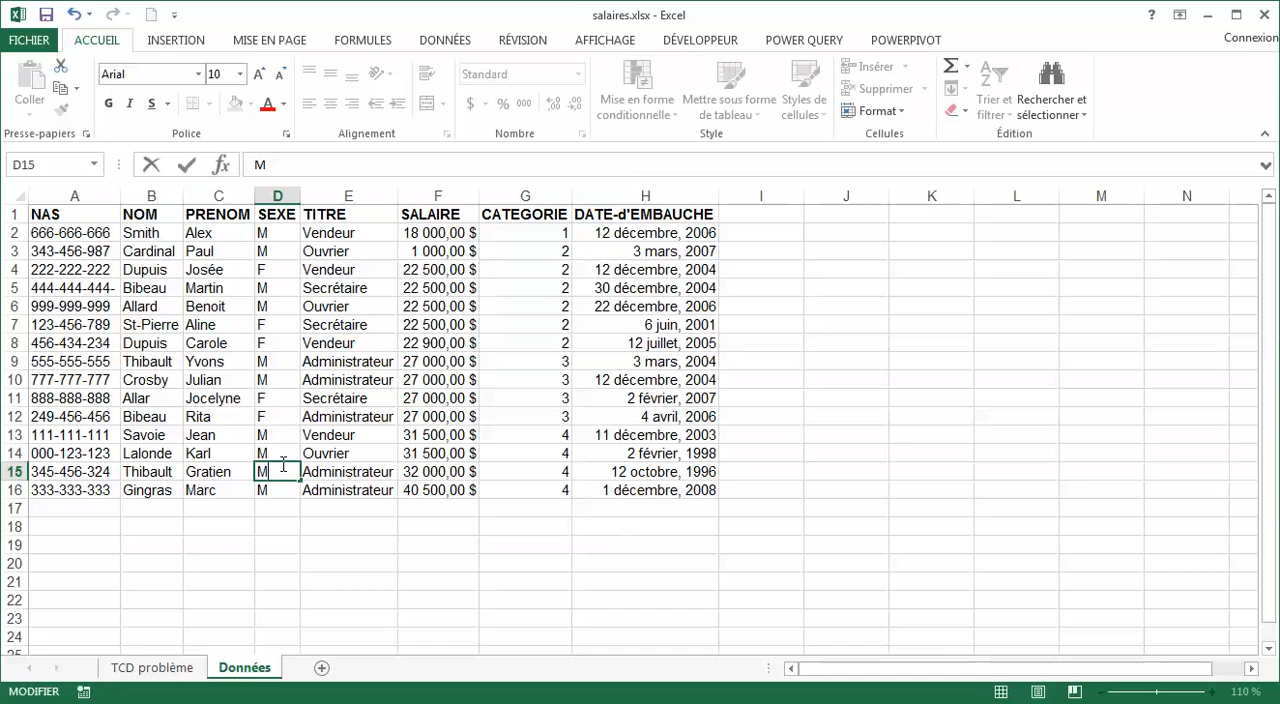 salaires.xlsx - Excel
FICHIER ACCUEIL INSERTION MISE EN PAGE FORMULES DONNÉES RÉVISION AFFICHAGE DÉVELOPPEUR POWER QUERY POWERPIVOT Connexion
Coller
Presse-papiers
Arial 10
G I S A
Police
Alignement
Standard
$ % 000
Nombre
Mise en forme conditionnelle
Mettre sous forme de tableau
Styles de cellules
Style
Insérer
Supprimer
Format
Cellules
Trier et filtrer
Rechercher et sélectionner
Édition
D15 fx M
A B C D E F G H I J K L M N
1 NAS NOM PRENOM SEXE TITRE SALAIRE CATEGORIE DATE-d'EMBAUCHE
2 666-666-666 Smith Alex M Vendeur 18 000,00 $ 1 12 décembre, 2006
3 343-456-987 Cardinal Paul M Ouvrier 1 000,00 $ 2 3 mars, 2007
4 222-222-222 Dupuis Josée F Vendeur 22 500,00 $ 2 12 décembre, 2004
5 444-444-444- Bibeau Martin M Secrétaire 22 500,00 $ 2 30 décembre, 2004
6 999-999-999 Allard Benoit M Ouvrier 22 500,00 $ 2 22 décembre, 2006
7 123-456-789 St-Pierre Aline F Secrétaire 22 500,00 $ 2 6 juin, 2001
8 456-434-234 Dupuis Carole F Vendeur 22 900,00 $ 2 12 juillet, 2005
9 555-555-555 Thibault Yvons M Administrateur 27 000,00 $ 3 3 mars, 2004
10 777-777-777 Crosby Julian M Administrateur 27 000,00 $ 3 12 décembre, 2004
11 888-888-888 Allar Jocelyne F Secrétaire 27 000,00 $ 3 2 février, 2007
12 249-456-456 Bibeau Rita F Administrateur 27 000,00 $ 3 4 avril, 2006
13 111-111-111 Savoie Jean M Vendeur 31 500,00 $ 4 11 décembre, 2003
14 000-123-123 Lalonde Karl M Ouvrier 31 500,00 $ 4 2 février, 1998
15 345-456-324 Thibault Gratien M Administrateur 32 000,00 $ 4 12 octobre, 1996
16 333-333-333 Gingras Marc M Administrateur 40 500,00 $ 4 1 décembre, 2008
17
18
19
20
21
22
23
24
TCD problème Données
MODIFIER 110 %